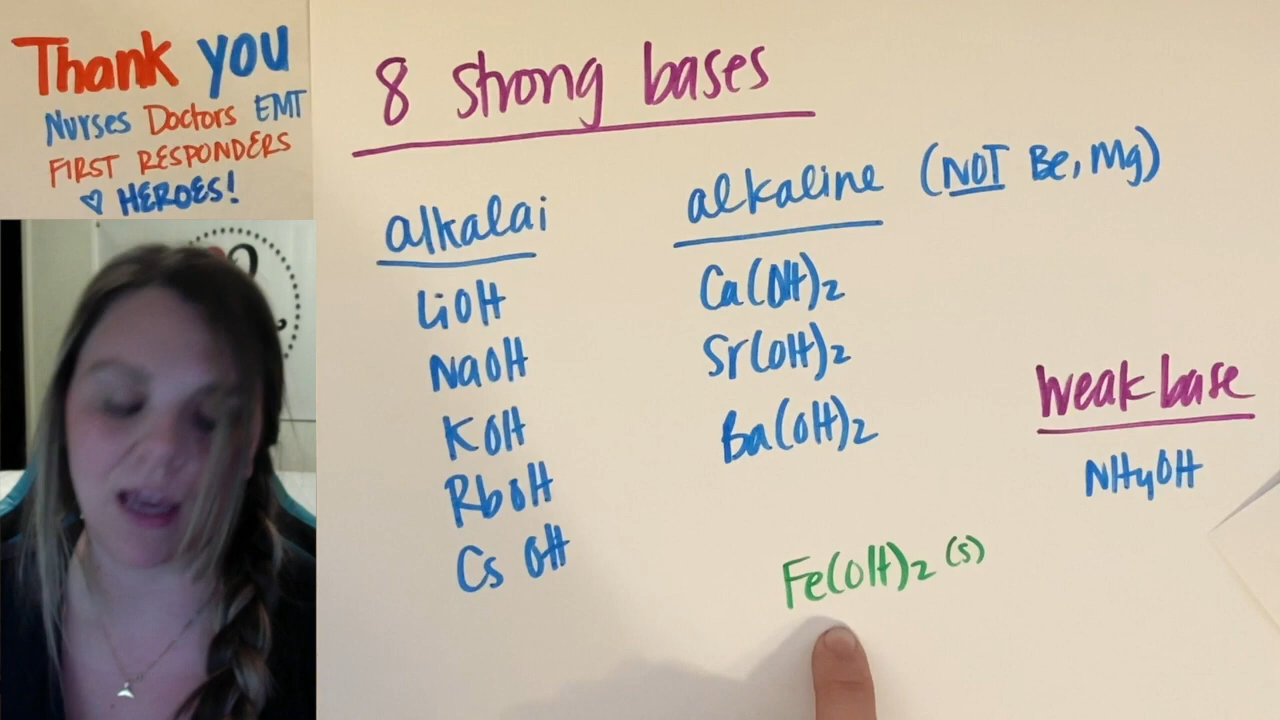 Thank you
Nurses Doctors EMT
FIRST RESPONDERS
♡ HEROES!
8 strong bases
alkalai
LiOH
NaOH
KOH
RbOH
Cs OH
alkaline (NOT Be, Mg)
Ca(OH)₂
Sr(OH)₂
Ba(OH)₂
weak base
NH₄OH
Fe(OH)₂ (s)